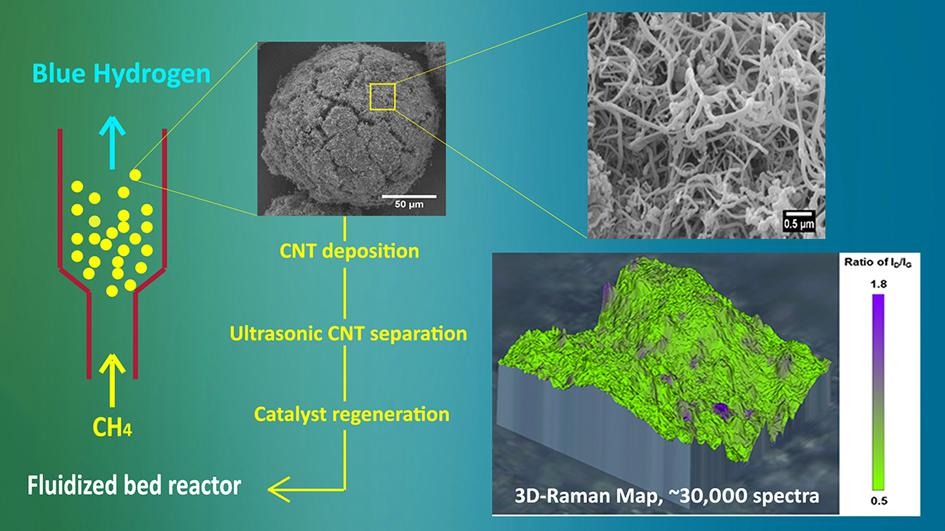 Blue Hydrogen
CH₄
Fluidized bed reactor
50 µm
CNT deposition
Ultrasonic CNT separation
Catalyst regeneration
0.5 µm
Ratio of I_D/I_G
1.8
0.5
3D-Raman Map, ~30,000 spectra